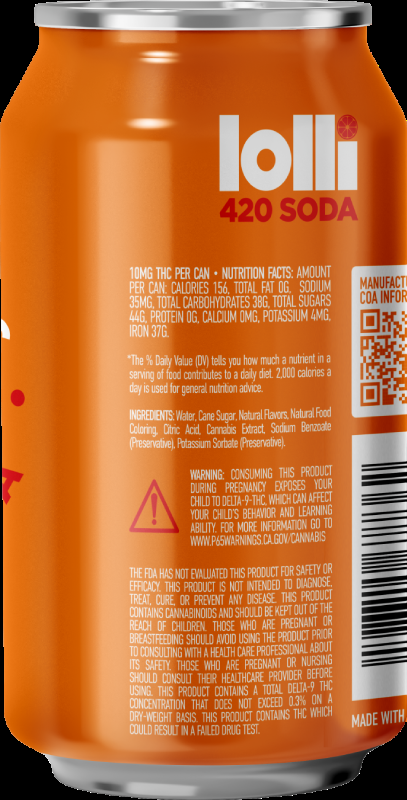 lolli
420 SODA
10MG THC PER CAN • NUTRITION FACTS: AMOUNT
PER CAN: CALORIES 156, TOTAL FAT 0G, SODIUM
35MG, TOTAL CARBOHYDRATES 38G, TOTAL SUGARS
44G, PROTEIN 0G, CALCIUM 0MG, POTASSIUM 4MG,
IRON 37G.
*The % Daily Value (DV) tells you how much a nutrient in a
serving of food contributes to a daily diet. 2,000 calories a
day is used for general nutrition advice.
INGREDIENTS: Water, Cane Sugar, Natural Flavors, Natural Food
Coloring, Citric Acid, Cannabis Extract, Sodium Benzoate
(Preservative), Potassium Sorbate (Preservative).
WARNING: CONSUMING THIS PRODUCT
DURING PREGNANCY EXPOSES YOUR
CHILD TO DELTA-9-THC, WHICH CAN AFFECT
YOUR CHILD'S BEHAVIOR AND LEARNING
ABILITY. FOR MORE INFORMATION GO TO
WWW.P65WARNINGS.CA.GOV/CANNABIS
THE FDA HAS NOT EVALUATED THIS PRODUCT FOR SAFETY OR
EFFICACY. THIS PRODUCT IS NOT INTENDED TO DIAGNOSE,
TREAT, CURE, OR PREVENT ANY DISEASE. THIS PRODUCT
CONTAINS CANNABINOIDS AND SHOULD BE KEPT OUT OF THE
REACH OF CHILDREN. THOSE WHO ARE PREGNANT OR
BREASTFEEDING SHOULD AVOID USING THE PRODUCT PRIOR
TO CONSULTING WITH A HEALTH CARE PROFESSIONAL ABOUT
ITS SAFETY. THOSE WHO ARE PREGNANT OR NURSING
SHOULD CONSULT THEIR HEALTHCARE PROVIDER BEFORE
USING. THIS PRODUCT CONTAINS A TOTAL DELTA-9 THC
CONCENTRATION THAT DOES NOT EXCEED 0.3% ON A
DRY-WEIGHT BASIS. THIS PRODUCT CONTAINS THC WHICH
COULD RESULT IN A FAILED DRUG TEST.
MANUFACTU
COA INFOR
MADE WITH